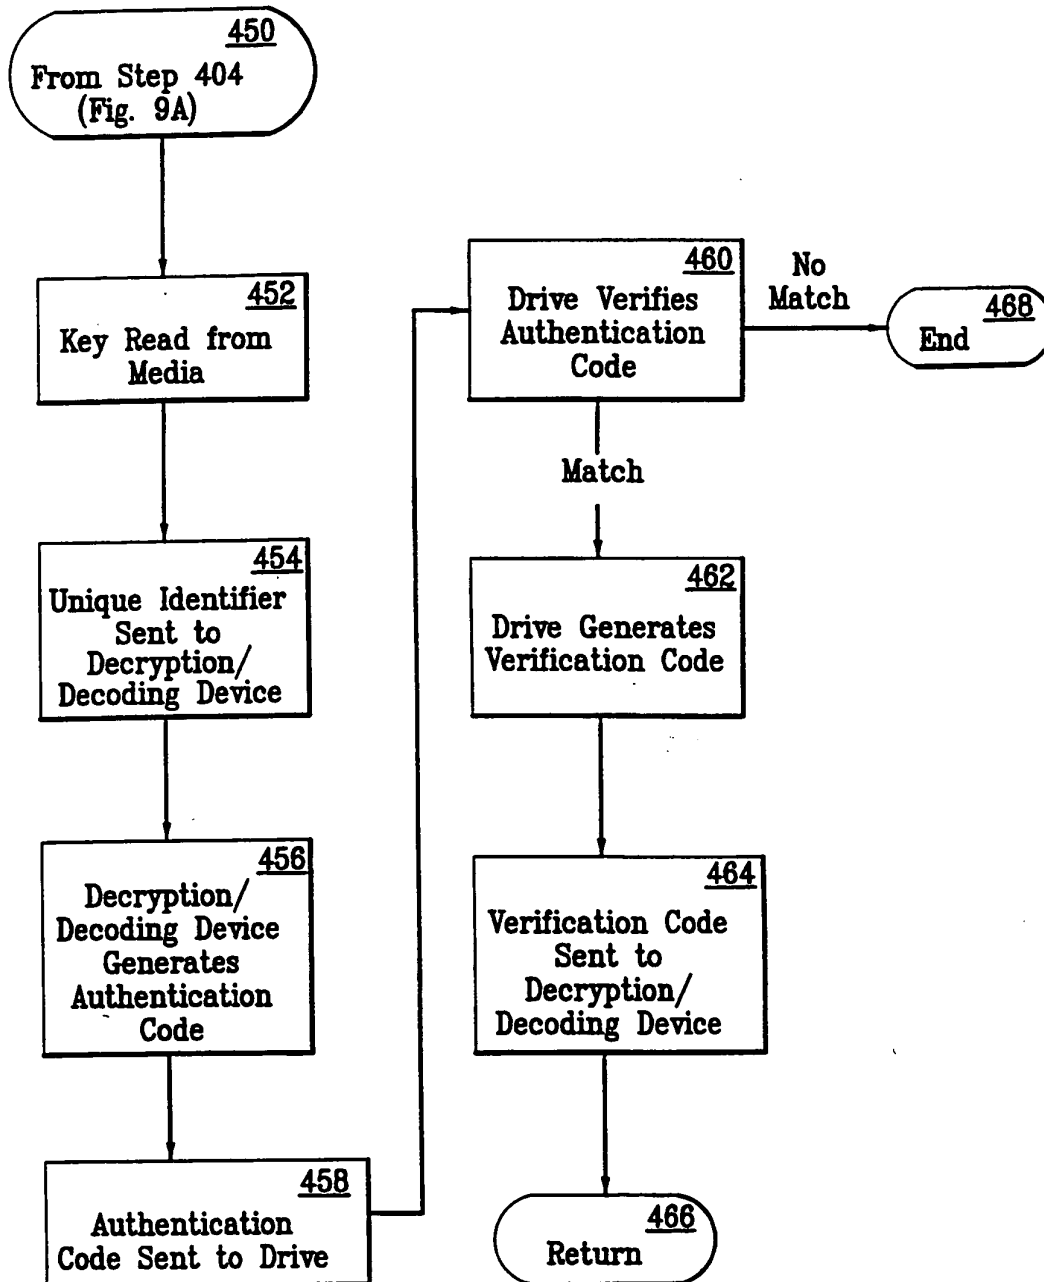 450
From Step 404
(Fig. 9A)
452
Key Read from
Media
454
Unique Identifier
Sent to
Decryption/
Decoding Device
456
Decryption/
Decoding Device
Generates
Authentication
Code
458
Authentication
Code Sent to Drive
460
Drive Verifies
Authentication
Code
No
Match
468
End
Match
462
Drive Generates
Verification Code
464
Verification Code
Sent to
Decryption/
Decoding Device
466
Return